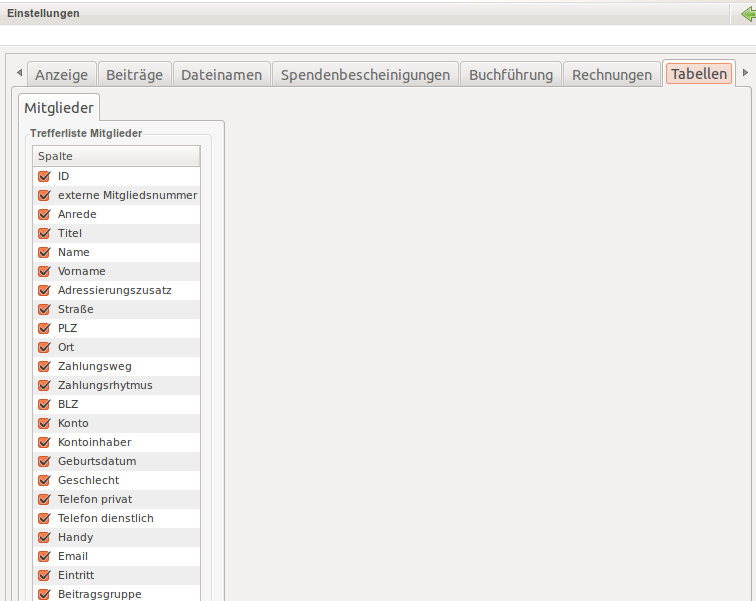 Einstellungen
Anzeige Beiträge Dateinamen Spendenbescheinigungen Buchführung Rechnungen Tabellen
Mitglieder
Trefferliste Mitglieder
Spalte
ID
externe Mitgliedsnummer
Anrede
Titel
Name
Vorname
Adressierungszusatz
Straße
PLZ
Ort
Zahlungsweg
Zahlungsrhytmus
BLZ
Konto
Kontoinhaber
Geburtsdatum
Geschlecht
Telefon privat
Telefon dienstlich
Handy
Email
Eintritt
Beitragsgruppe